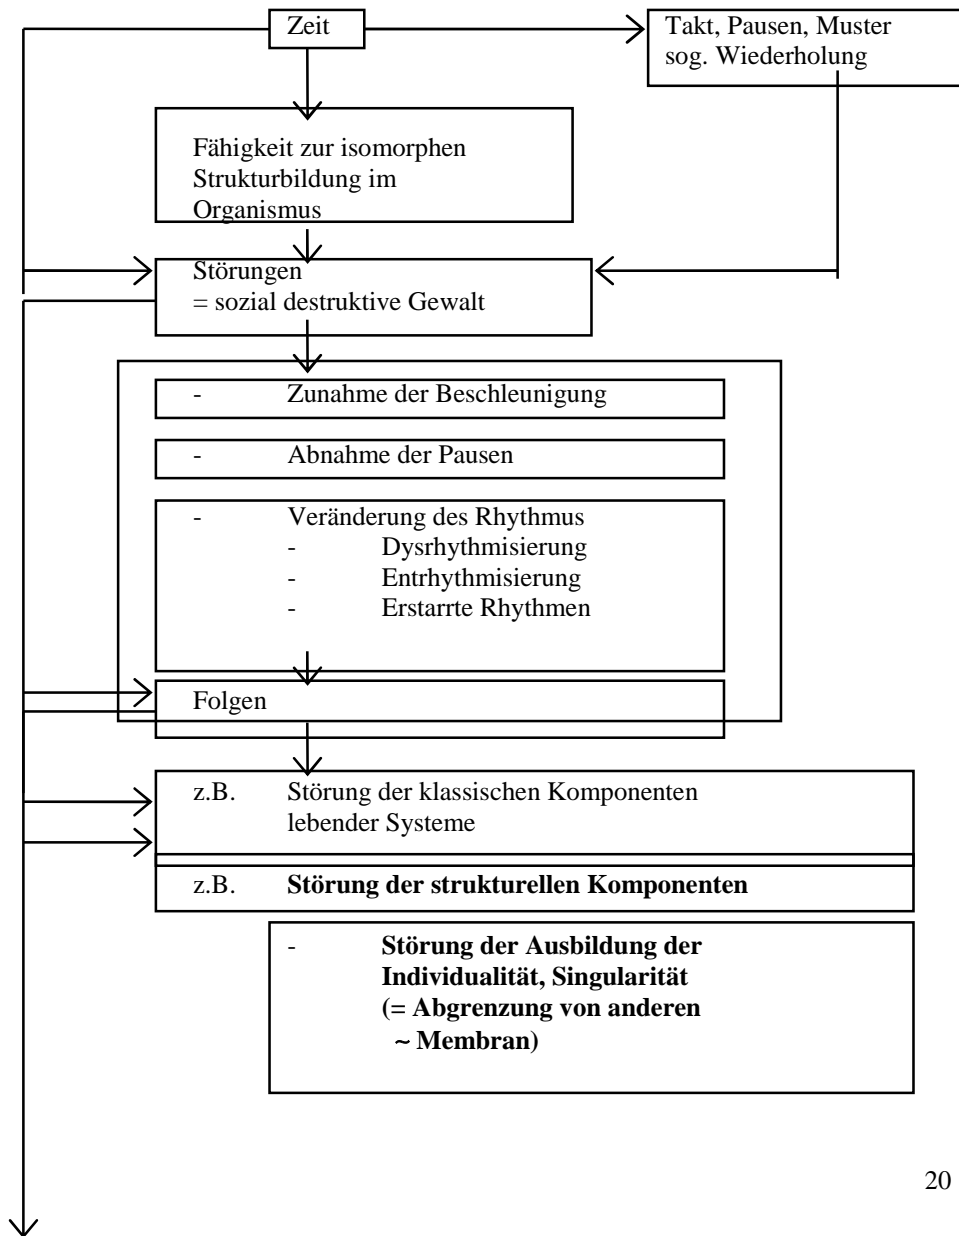 Zeit
Takt, Pausen, Muster
sog. Wiederholung
Fähigkeit zur isomorphen
Strukturbildung im
Organismus
Störungen
= sozial destruktive Gewalt
- Zunahme der Beschleunigung
- Abnahme der Pausen
- Veränderung des Rhythmus
- Dysrhythmisierung
- Entrhythmisierung
- Erstarrte Rhythmen
Folgen
z.B. Störung der klassischen Komponenten
lebender Systeme
z.B. Störung der strukturellen Komponenten
- Störung der Ausbildung der
Individualität, Singularität
(= Abgrenzung von anderen
~ Membran)
20